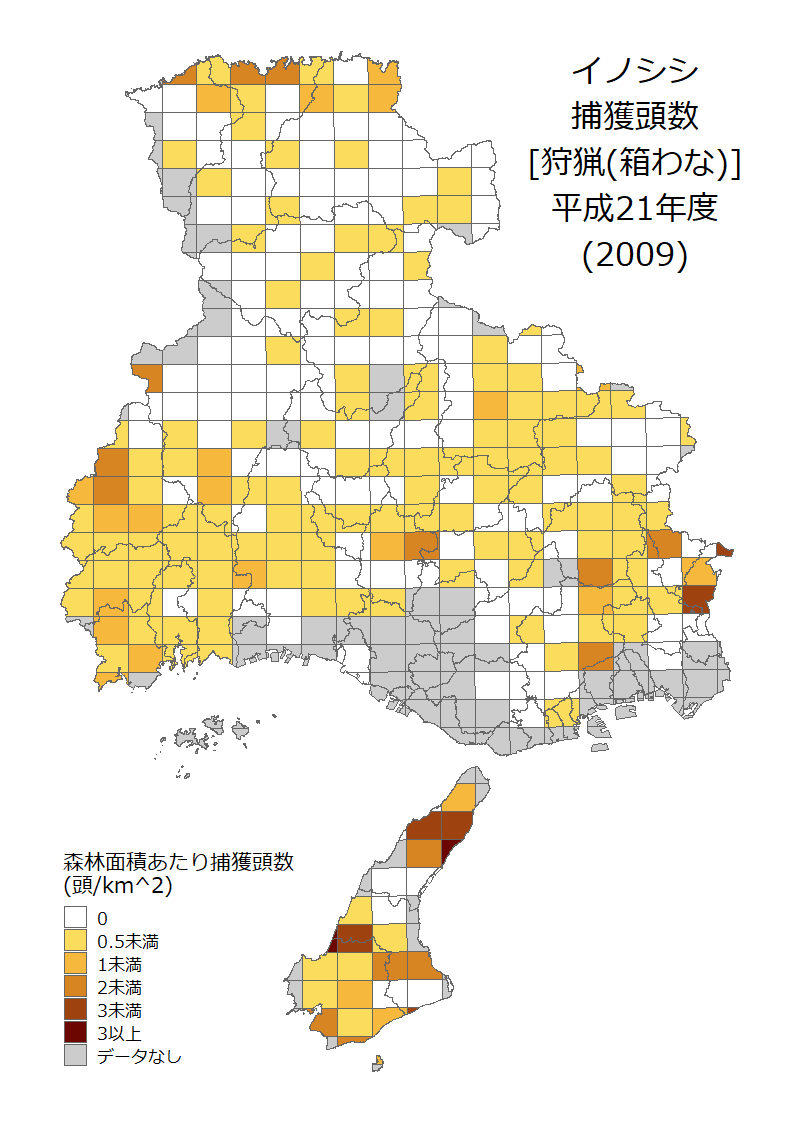 イノシシ
捕獲頭数
[狩猟(箱わな)]
平成21年度
(2009)
森林面積あたり捕獲頭数
(頭/km^2)
0
0.5未満
1未満
2未満
3未満
3以上
データなし